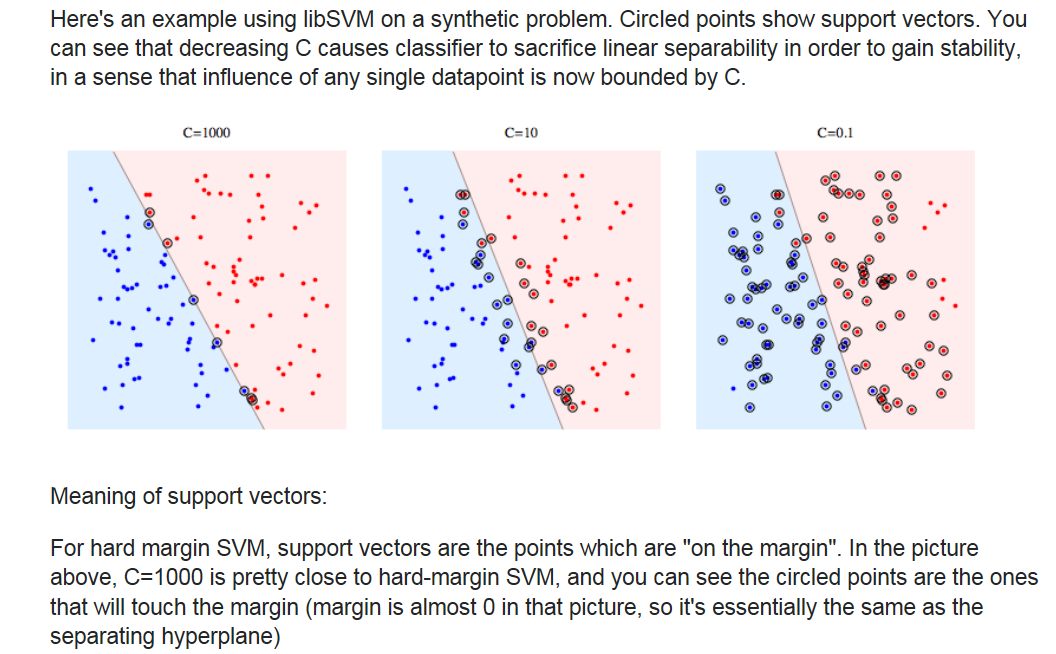 Here's an example using libSVM on a synthetic problem. Circled points show support vectors. You
can see that decreasing C causes classifier to sacrifice linear separability in order to gain stability,
in a sense that influence of any single datapoint is now bounded by C.
C=1000
C=10
C=0.1
Meaning of support vectors:
For hard margin SVM, support vectors are the points which are "on the margin". In the picture
above, C=1000 is pretty close to hard-margin SVM, and you can see the circled points are the ones
that will touch the margin (margin is almost 0 in that picture, so it's essentially the same as the
separating hyperplane)